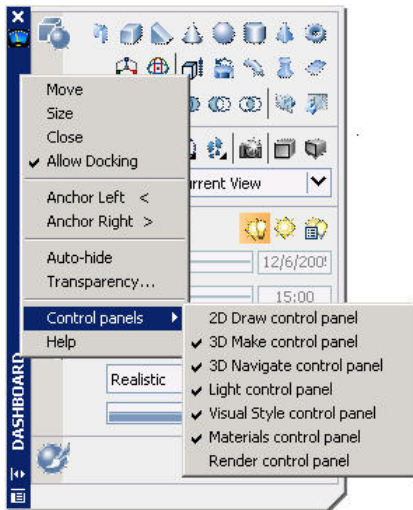 Move
Size
Close
Allow Docking
urrent View
Anchor Left <
Anchor Right >
Auto-hide
12/6/200
Transparency...
15:00
Control panels
2D Draw control panel
Help
3D Make control panel
3D Navigate control panel
Realistic
Light control panel
Visual Style control panel
Materials control panel
Render control panel
DASHBOARD